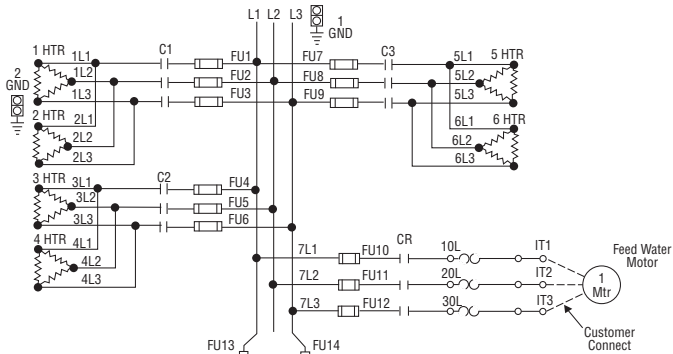 L1 L2 L3 1 GND
1 HTR 1L1 C1 FU1 FU7 C3 5L1 5 HTR
2 GND 1L2 FU2 FU8 5L2
1L3 FU3 FU9 5L3
2 HTR 2L1 6L1 6 HTR
2L2 6L2
2L3 6L3
3 HTR 3L1 C2 FU4
3L2 FU5
3L3 FU6
4 HTR 4L1
4L2
4L3
7L1 FU10 CR 10L IT1 Feed Water Motor
7L2 FU11 20L IT2 1 Mtr
7L3 FU12 30L IT3
Customer Connect
FU13 FU14